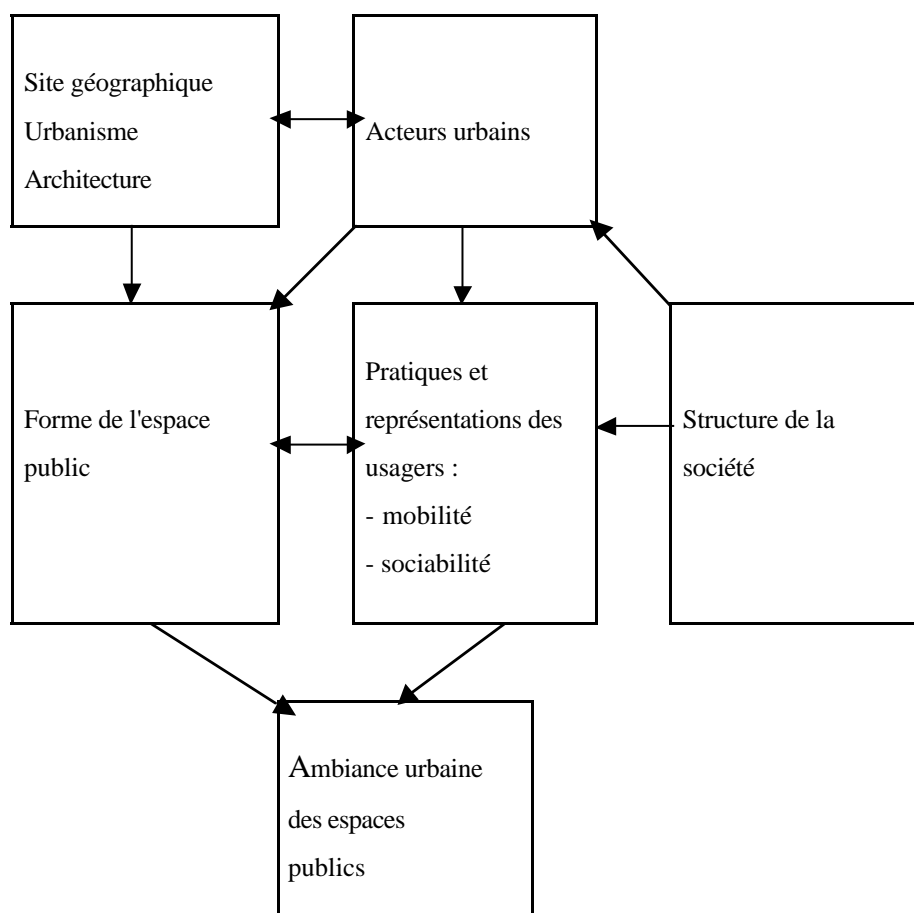 Site géographique
Urbanisme
Architecture
Acteurs urbains
Forme de l'espace
public
Pratiques et
représentations des
usagers :
- mobilité
- sociabilité
Structure de la
société
Ambiance urbaine
des espaces
publics